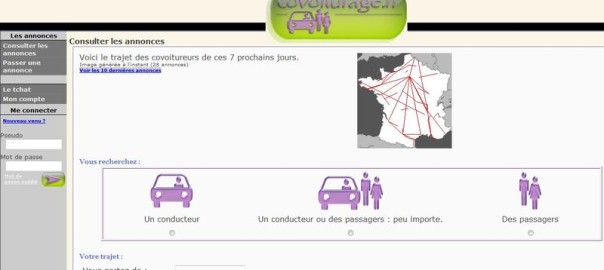 covoiturage.fr
Les annonces
Consulter les
annonces
Passer une
annonce
Le tchat
Mon compte
Me connecter
Nouveau venu ?
Pseudo
Mot de passe
Mot de
Consulter les annonces
Voici le trajet des covoitureurs de ces 7 prochains jours.
Image générée à l'instant (28 annonces)
Voir les 10 dernières annonces
Vous recherchez :
Un conducteur
Un conducteur ou des passagers : peu importe.
Des passagers
Votre trajet :
Vous partez de :